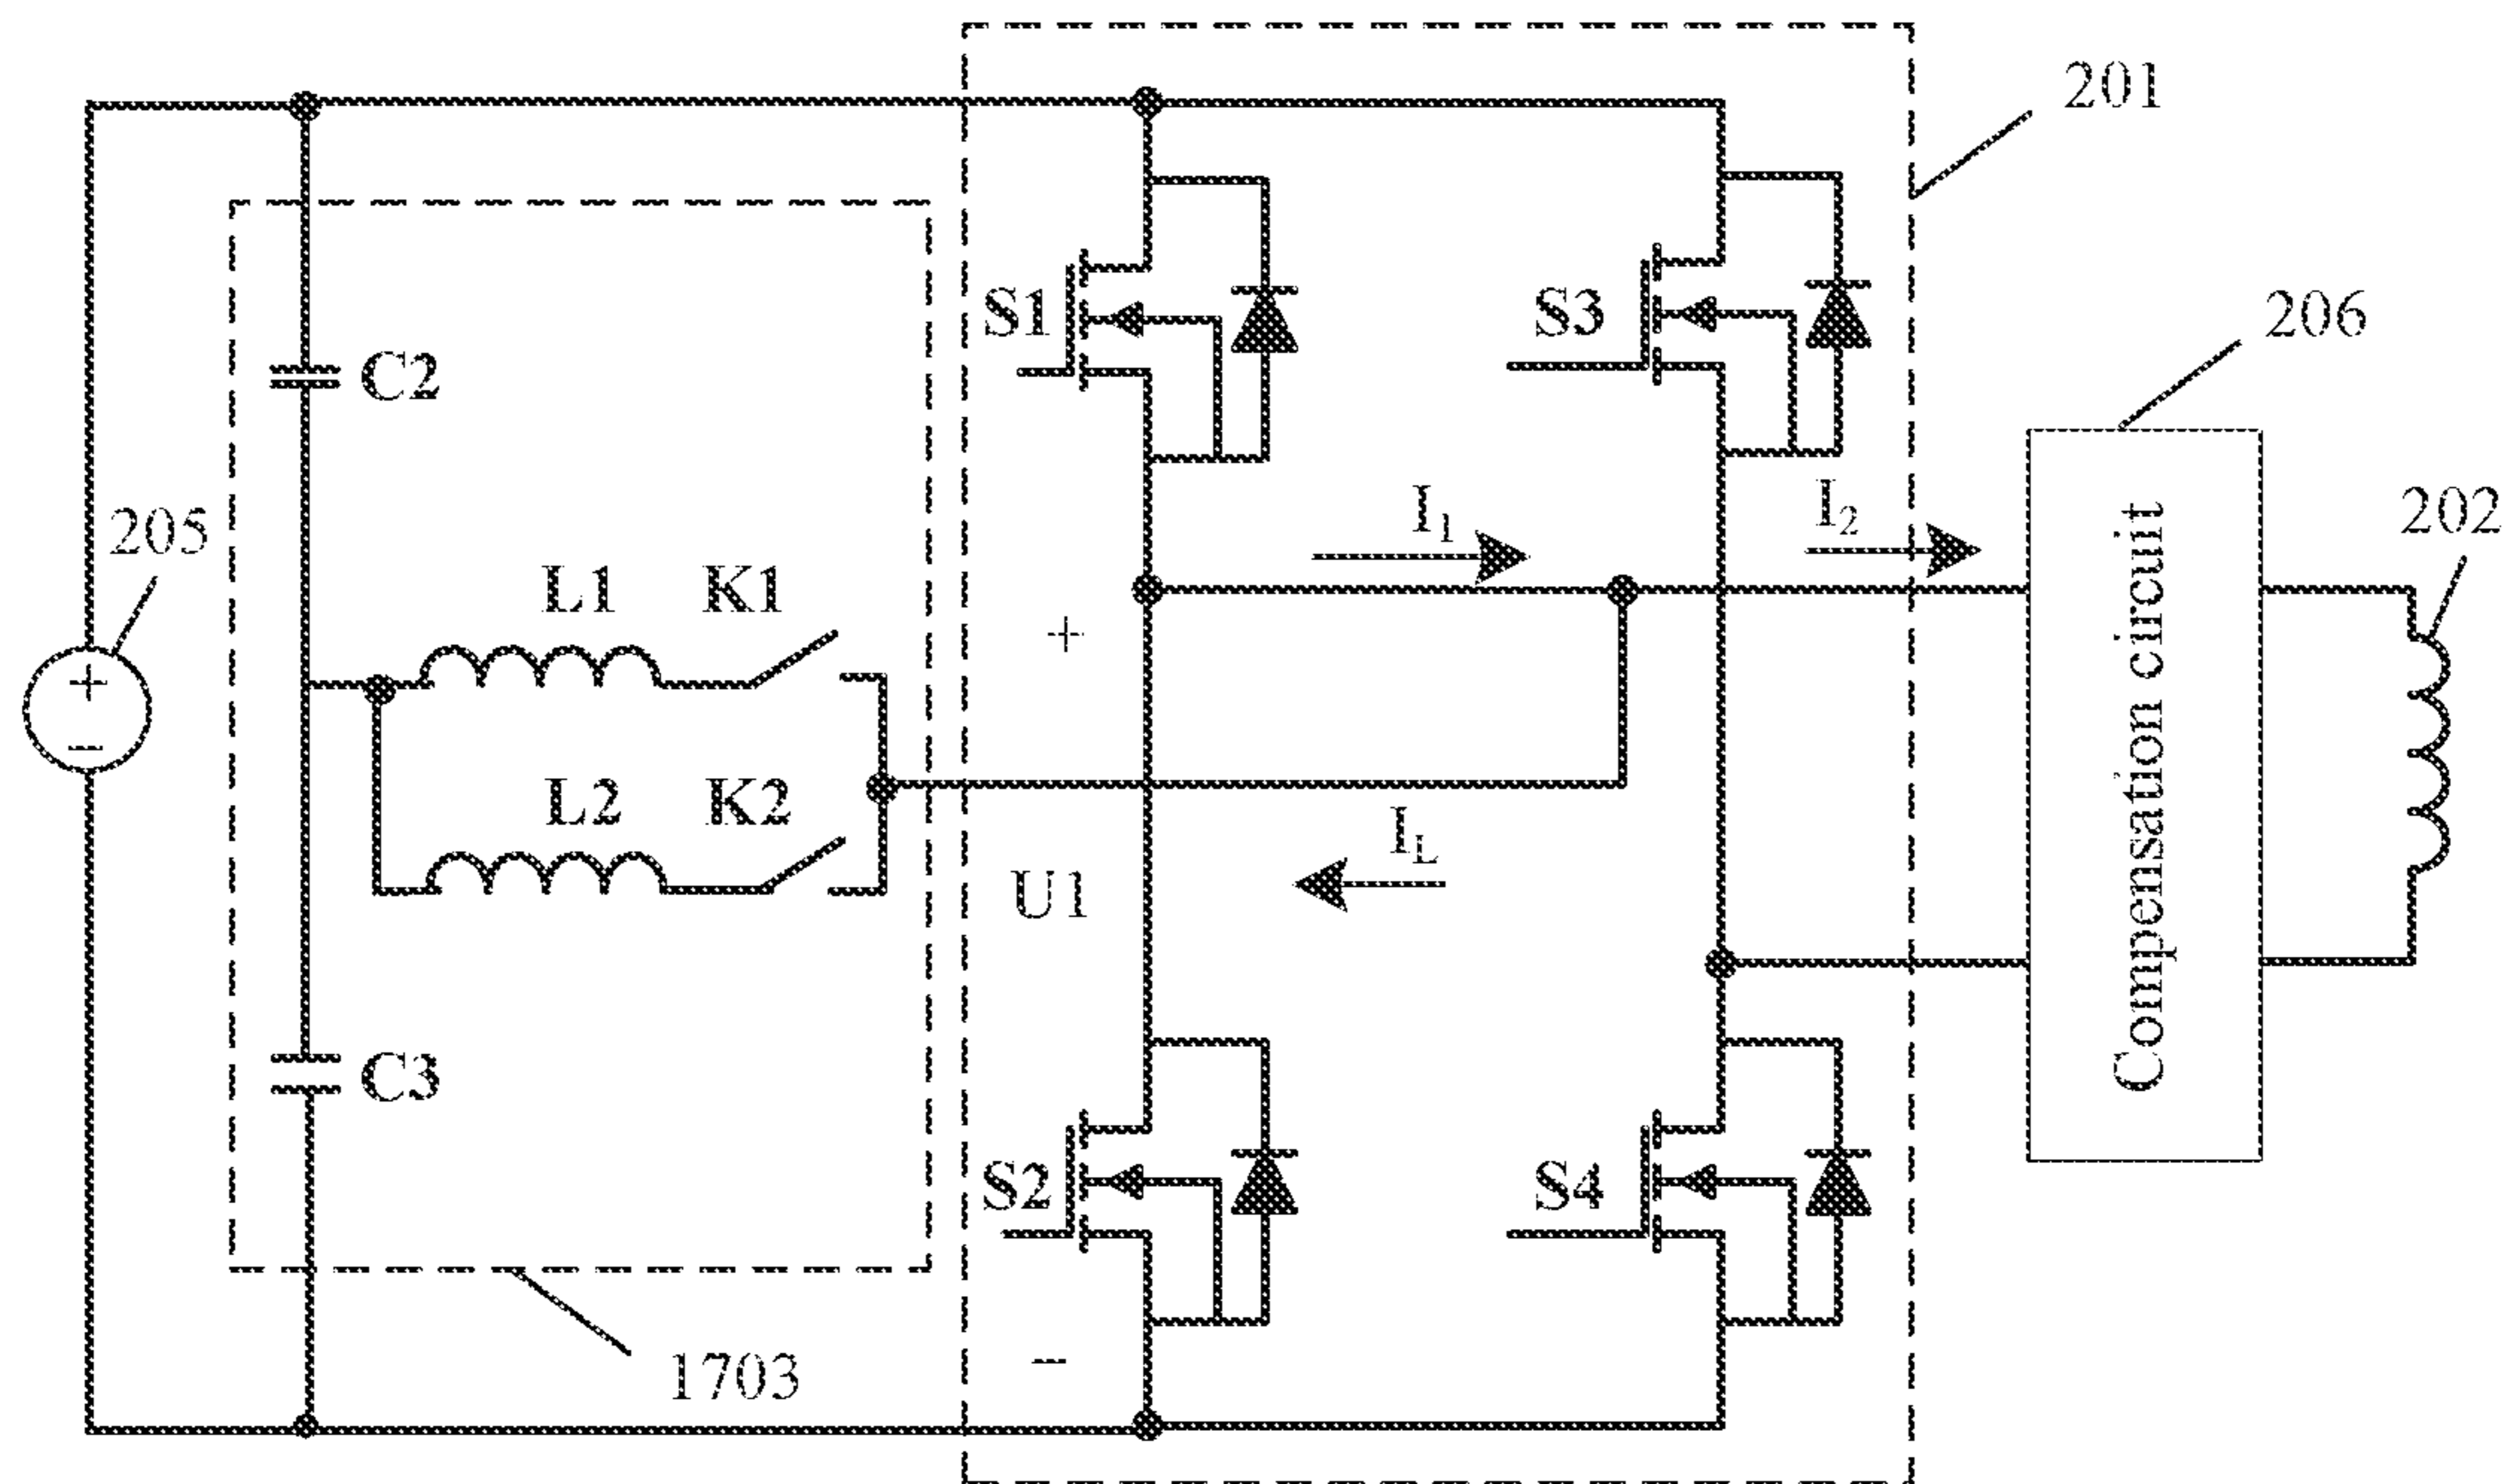 201
S1
S3
206
C2
I1
I2
205
202
L1
K1
+
+
−
L2
K2
IL
U1
Compensation circuit
C3
S2
S4
−
1703